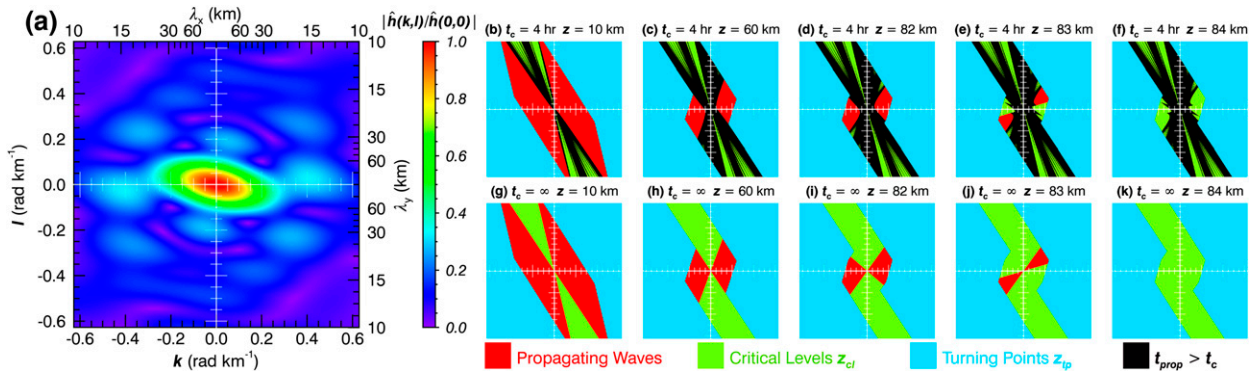 (a)
λx (km)
10 15 30 60 60 30 15 10
|ĥ(k,l)/ĥ(0,0)|
0.6
0.4
0.2
0.0
-0.2
-0.4
-0.6
l (rad km-1)
-0.6 -0.4 -0.2 0.0 0.2 0.4 0.6
k (rad km-1)
10
15
30
60
60
30
15
10
λy (km)
1.0
0.8
0.6
0.4
0.2
0.0
(b) tc = 4 hr z = 10 km
(c) tc = 4 hr z = 60 km
(d) tc = 4 hr z = 82 km
(e) tc = 4 hr z = 83 km
(f) tc = 4 hr z = 84 km
(g) tc = ∞ z = 10 km
(h) tc = ∞ z = 60 km
(i) tc = ∞ z = 82 km
(j) tc = ∞ z = 83 km
(k) tc = ∞ z = 84 km
Propagating Waves
Critical Levels zcl
Turning Points ztp
tprop > tc